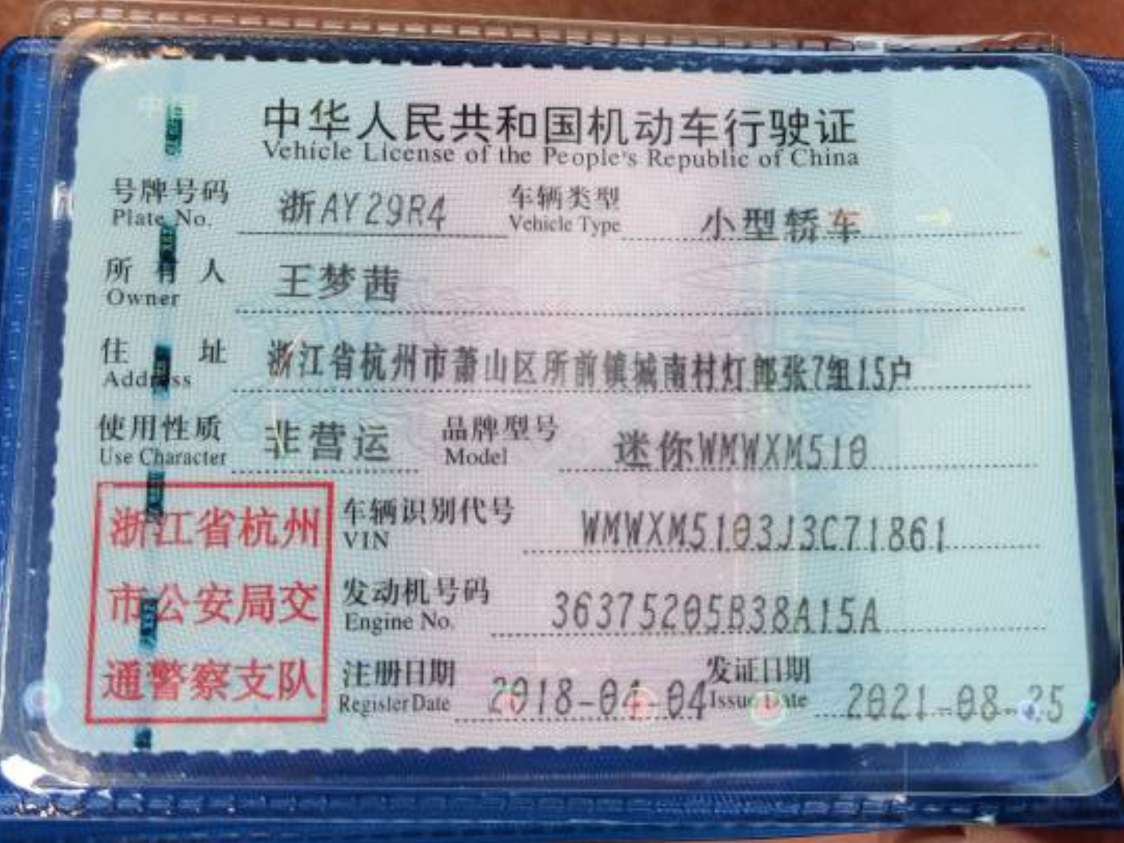 中华人民共和国机动车行驶证
Vehicle License of the People's Republic of China
号牌号码 浙AY29R4 车辆类型 小型轿车
Plate No. Vehicle Type
所有人 王梦茜
Owner
住址 浙江省杭州市萧山区所前镇城南村灯郎张7组15户
Address
使用性质 非营运 品牌型号 迷你WMWXM510
Use Character Model
浙江省杭州
市公安局交
通警察支队
车辆识别代号 WMWXM5103J3C71861
VIN
发动机号码 36375205B38A15A
Engine No.
注册日期 2018-04-04 发证日期 2021-08-25
Register Date Issue Date